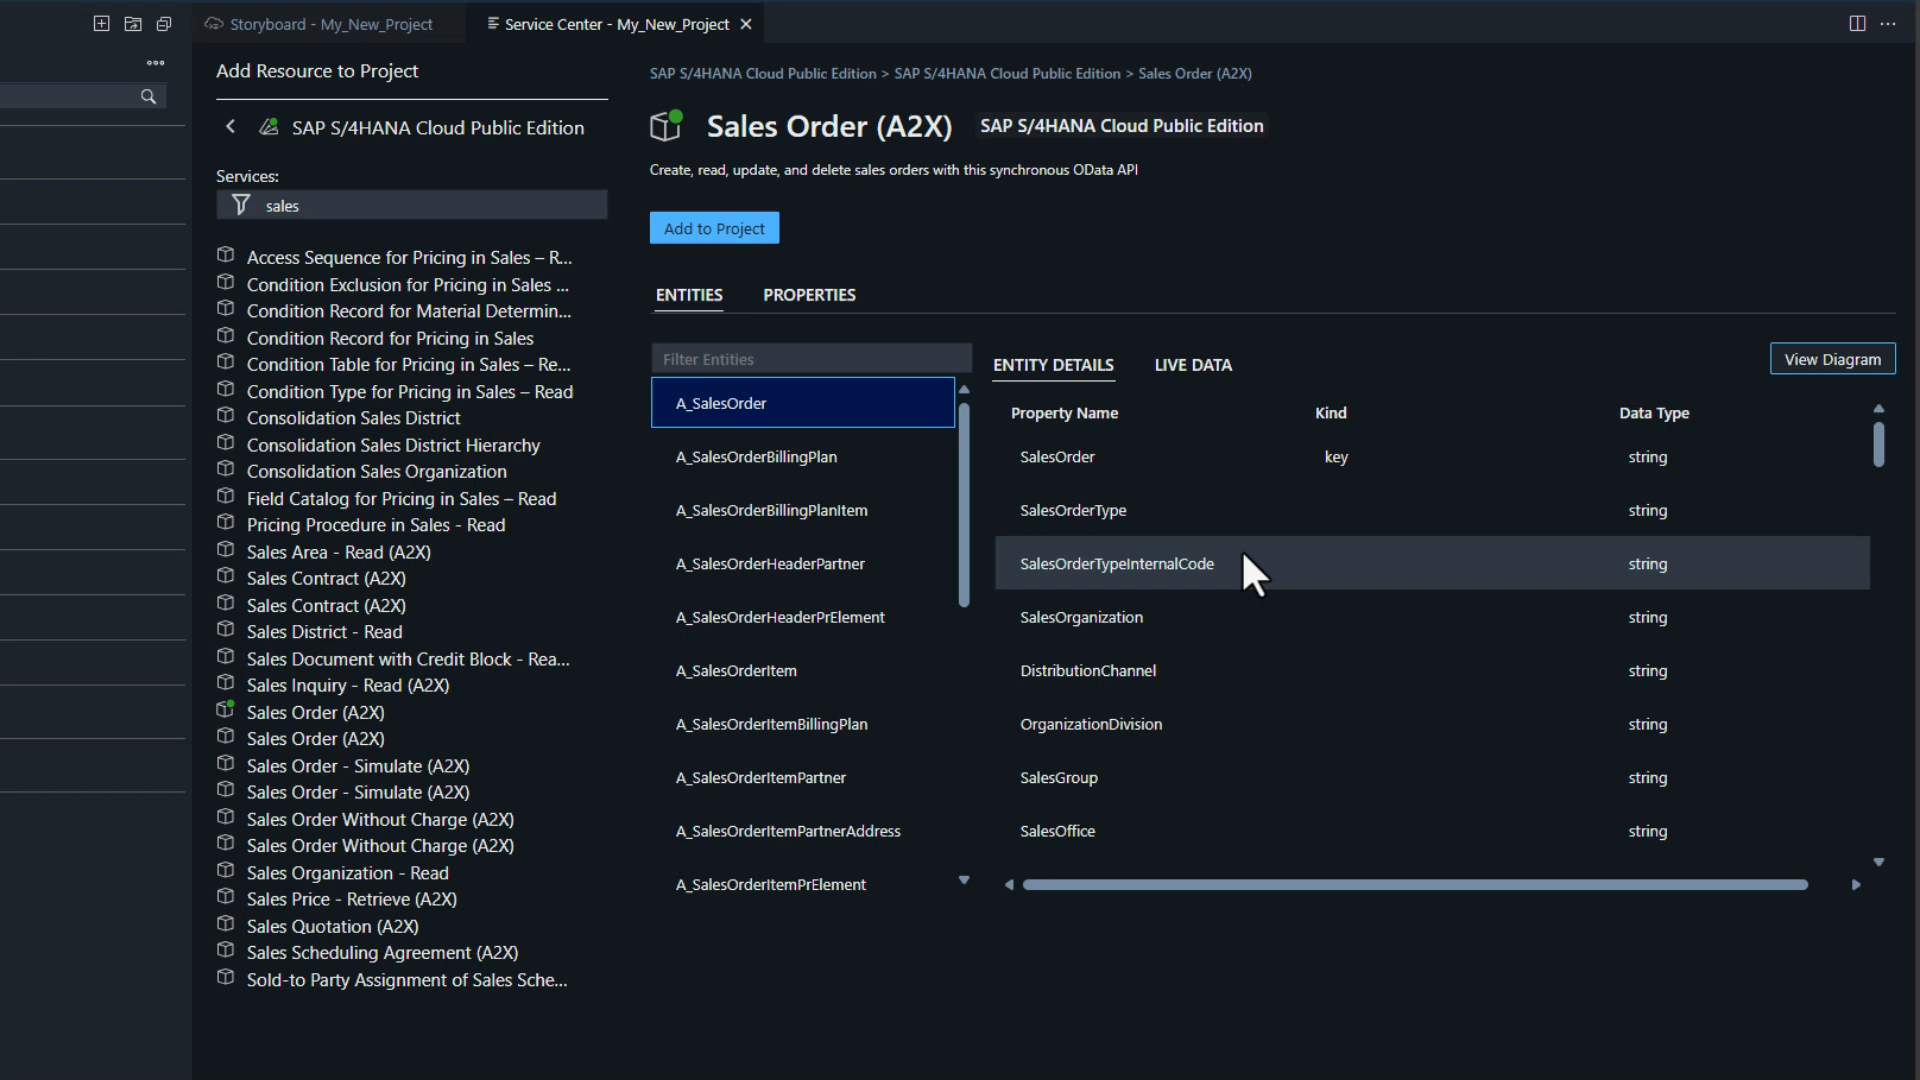 Storyboard - My_New_Project
Service Center - My_New_Project
Add Resource to Project
SAP S/4HANA Cloud Public Edition
Services:
sales
Access Sequence for Pricing in Sales – R...
Condition Exclusion for Pricing in Sales ...
Condition Record for Material Determin...
Condition Record for Pricing in Sales
Condition Table for Pricing in Sales – Re...
Condition Type for Pricing in Sales – Read
Consolidation Sales District
Consolidation Sales District Hierarchy
Consolidation Sales Organization
Field Catalog for Pricing in Sales – Read
Pricing Procedure in Sales - Read
Sales Area - Read (A2X)
Sales Contract (A2X)
Sales Contract (A2X)
Sales District - Read
Sales Document with Credit Block - Rea...
Sales Inquiry - Read (A2X)
Sales Order (A2X)
Sales Order (A2X)
Sales Order - Simulate (A2X)
Sales Order - Simulate (A2X)
Sales Order Without Charge (A2X)
Sales Order Without Charge (A2X)
Sales Organization - Read
Sales Price - Retrieve (A2X)
Sales Quotation (A2X)
Sales Scheduling Agreement (A2X)
Sold-to Party Assignment of Sales Sche...
SAP S/4HANA Cloud Public Edition > SAP S/4HANA Cloud Public Edition > Sales Order (A2X)
Sales Order (A2X) SAP S/4HANA Cloud Public Edition
Create, read, update, and delete sales orders with this synchronous OData API
Add to Project
ENTITIES PROPERTIES
Filter Entities
A_SalesOrder
A_SalesOrderBillingPlan
A_SalesOrderBillingPlanItem
A_SalesOrderHeaderPartner
A_SalesOrderHeaderPrElement
A_SalesOrderItem
A_SalesOrderItemBillingPlan
A_SalesOrderItemPartner
A_SalesOrderItemPartnerAddress
A_SalesOrderItemPrElement
ENTITY DETAILS LIVE DATA
View Diagram
Property Name Kind Data Type
SalesOrder key string
SalesOrderType string
SalesOrderTypeInternalCode string
SalesOrganization string
DistributionChannel string
OrganizationDivision string
SalesGroup string
SalesOffice string